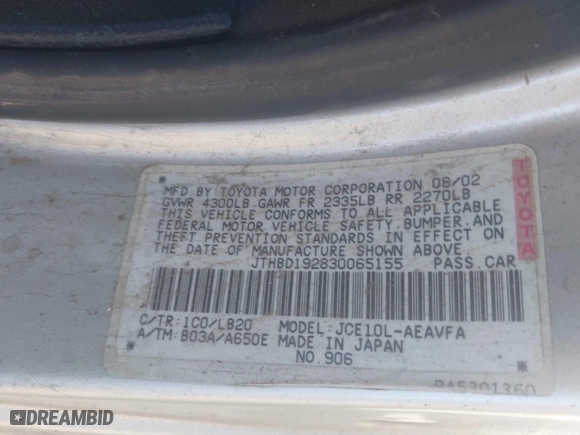 MFD.BY:TOYOTA MOTOR CORPORATION 08/02
GVWR 4300LB GAWR FR 2335LB RR 2270LB
THIS VEHICLE CONFORMS TO ALL APPLICABLE
FEDERAL MOTOR VEHICLE SAFETY,BUMPER,AND
THEFT PREVENTION STANDARDS IN EFFECT ON
THE DATE OF MANUFACTURE SHOWN ABOVE.
JTHBD192830065155 PASS.CAR
C/TR:1C0/LB20 MODEL:JCE10L-AEAVFA
A/TM:B03A/A650E MADE IN JAPAN
NO.906
TOYOTA
DREAMBID